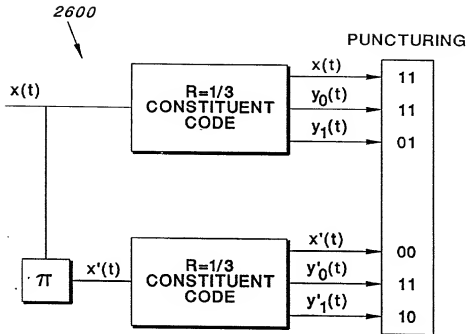 2600
PUNCTURING
x(t)
R=1/3
CONSTITUENT
CODE
x(t)
11
y0(t)
11
y1(t)
01
π
x'(t)
R=1/3
CONSTITUENT
CODE
x'(t)
00
y'0(t)
11
y'1(t)
10